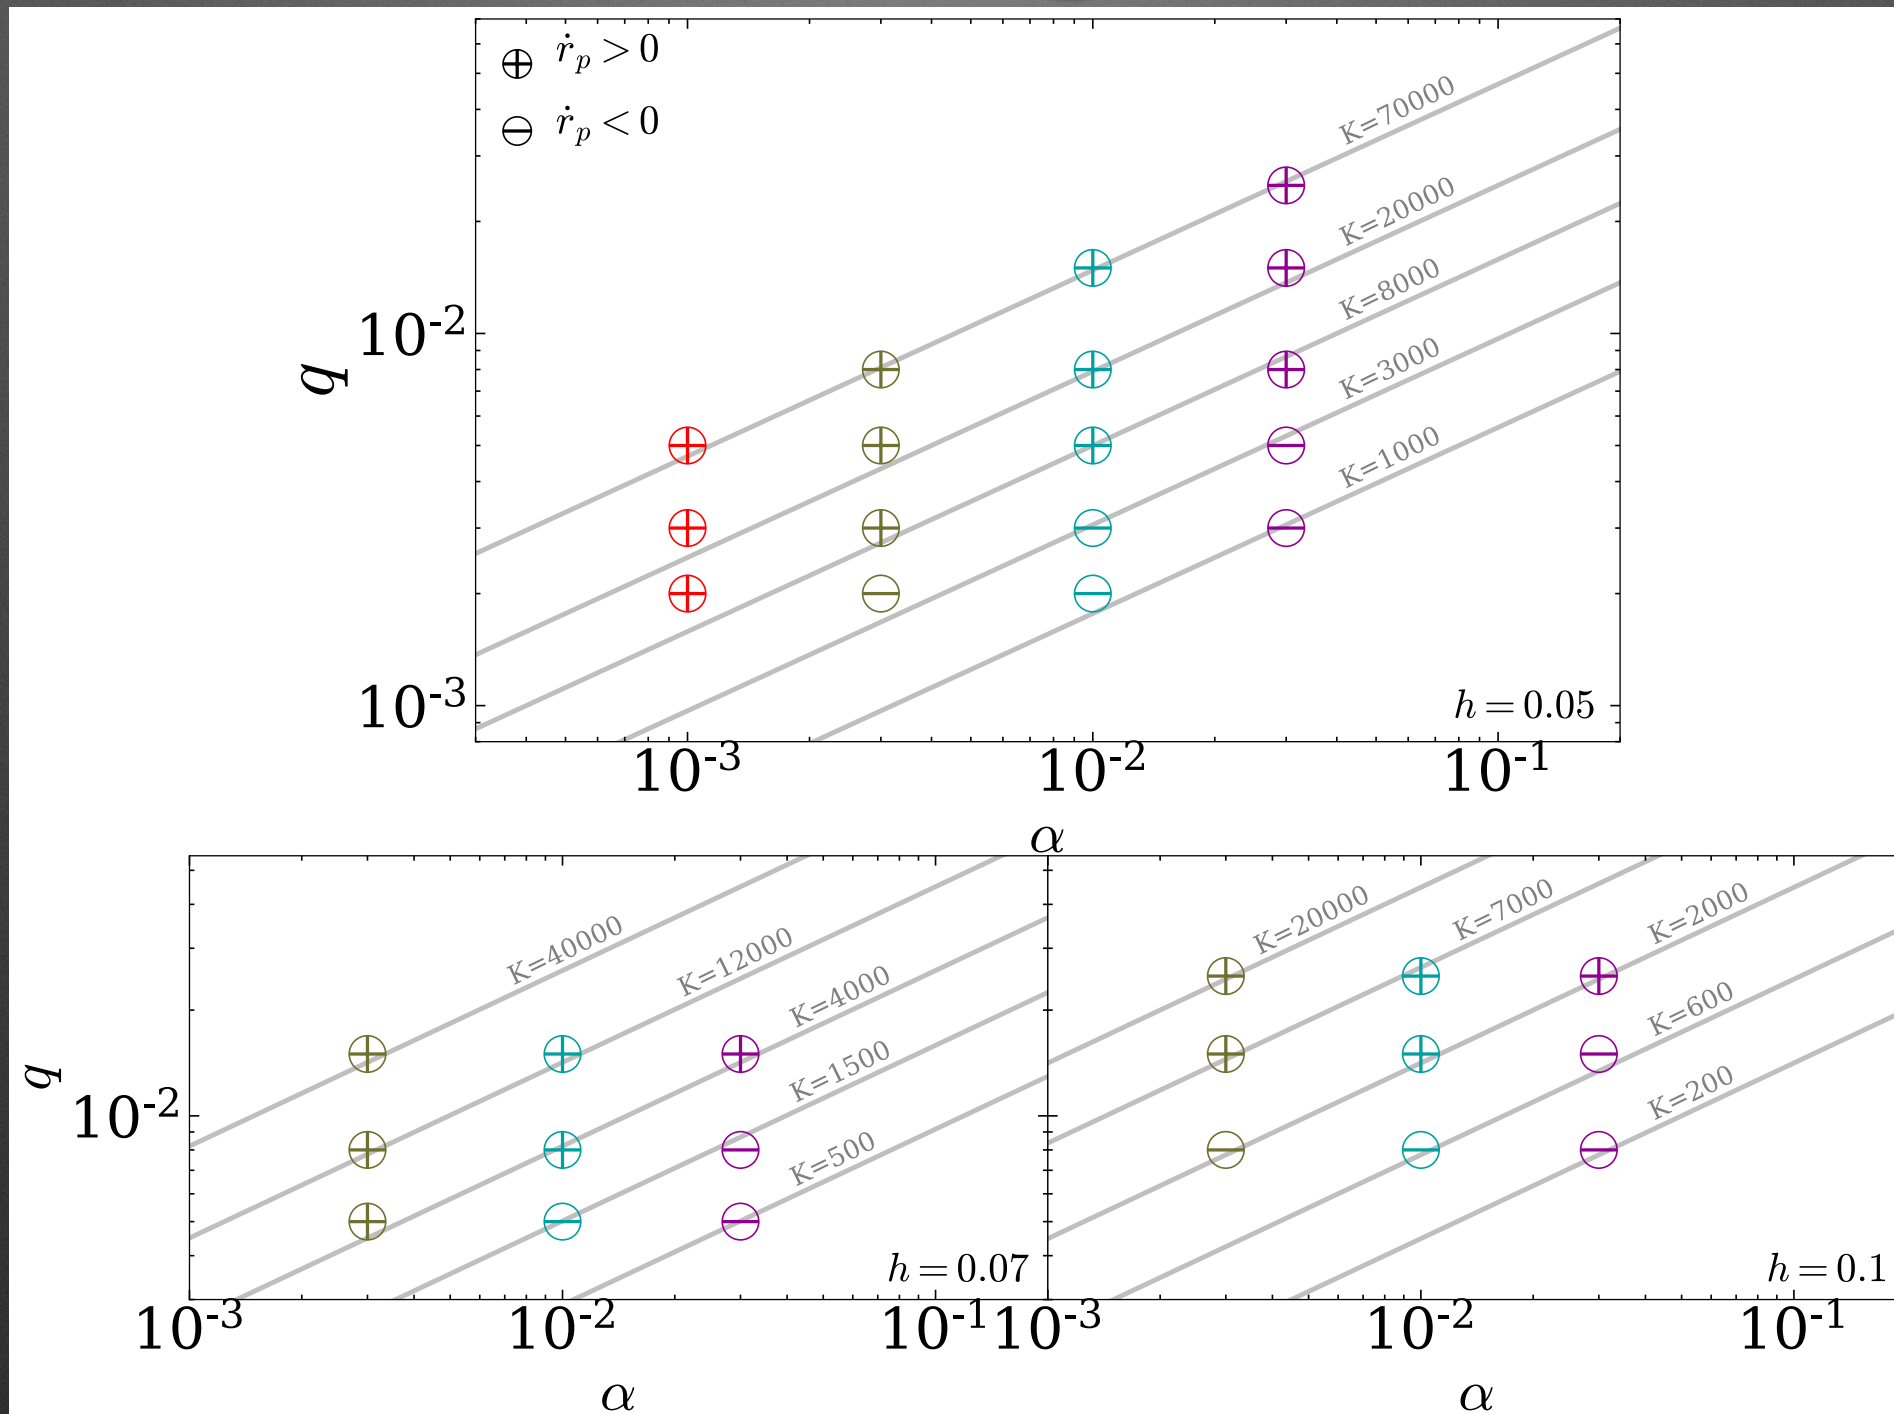 ṙₚ > 0
ṙₚ < 0
K=70000
K=20000
K=8000
K=3000
K=1000
10⁻²
10⁻³
q
h = 0.05
10⁻³ 10⁻² 10⁻¹
α
K=40000
K=12000
K=4000
K=1500
K=500
q
10⁻²
h = 0.07
10⁻³ 10⁻² 10⁻¹
α
K=20000
K=7000
K=2000
K=600
K=200
h = 0.1
10⁻³ 10⁻² 10⁻¹
α